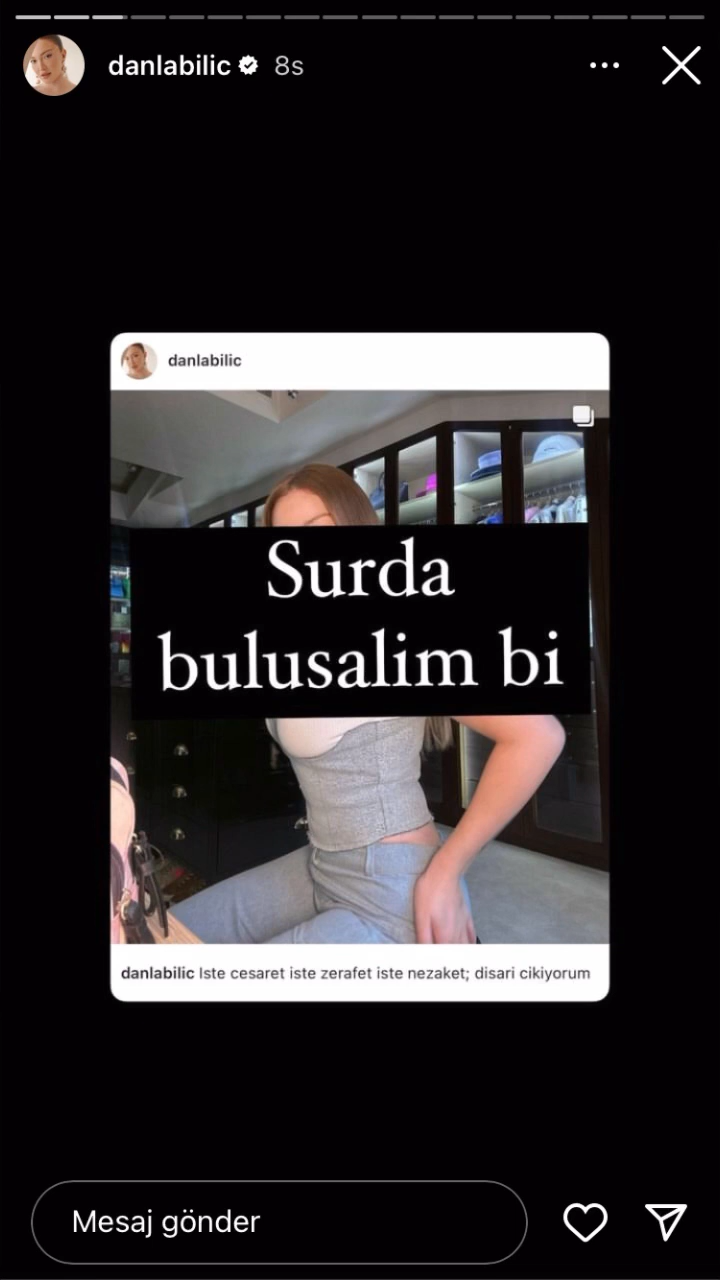 danlabilic 8s
danlabilic
Surda
bulusalim bi
danlabilic Iste cesaret iste zerafet iste nezaket; disari cikiyorum
Mesaj gönder